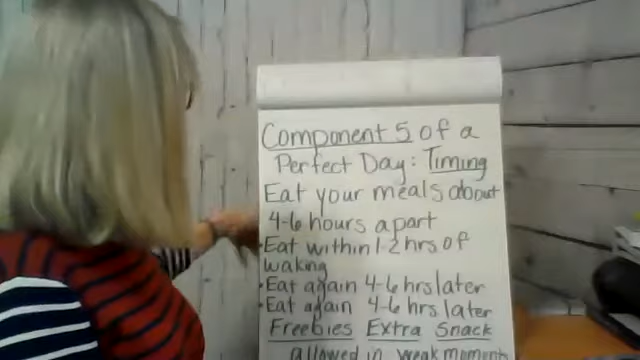 Component 5 of a
Perfect Day: Timing
Eat your meals about
4-6 hours apart
•Eat within 1-2 hrs of
waking
•Eat again 4-6 hrs later
•Eat again 4-6 hrs later
Freebies Extra Snack
allowed in weak moments